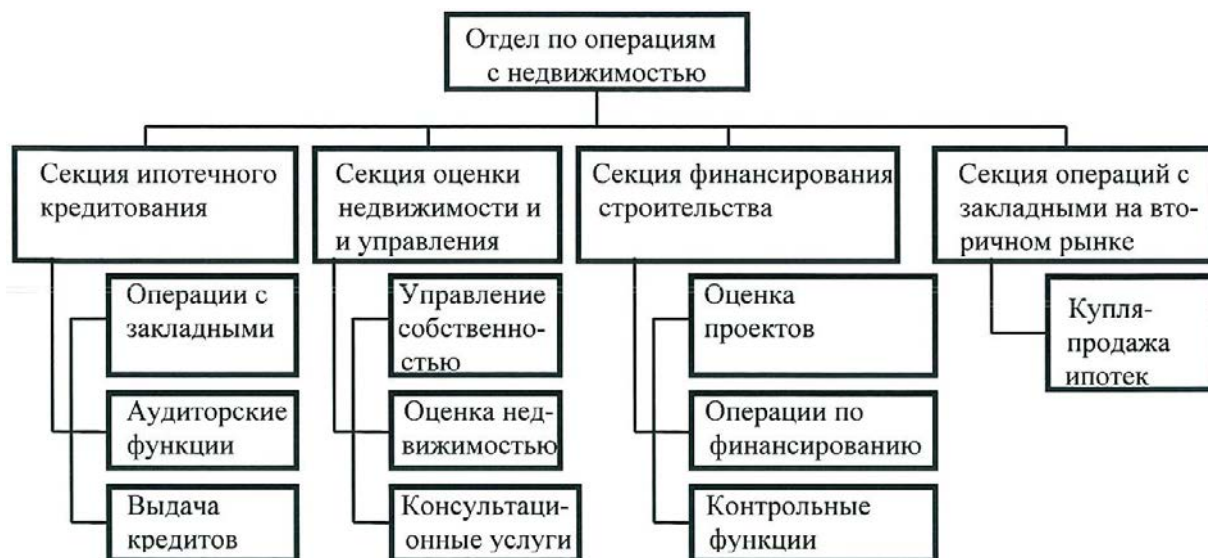 Отдел по операциям
с недвижимостью
Секция ипотечного
кредитования
Секция оценки
недвижимости и
и управления
Секция финансирования
строительства
Секция операций с
закладными на вто-
ричном рынке
Операции с
закладными
Аудиторские
функции
Выдача
кредитов
Управление
собственно-
стью
Оценка нед-
вижимостью
Консультаци-
онные услуги
Оценка
проектов
Операции по
финансированию
Контрольные
функции
Купля-
продажа
ипотек